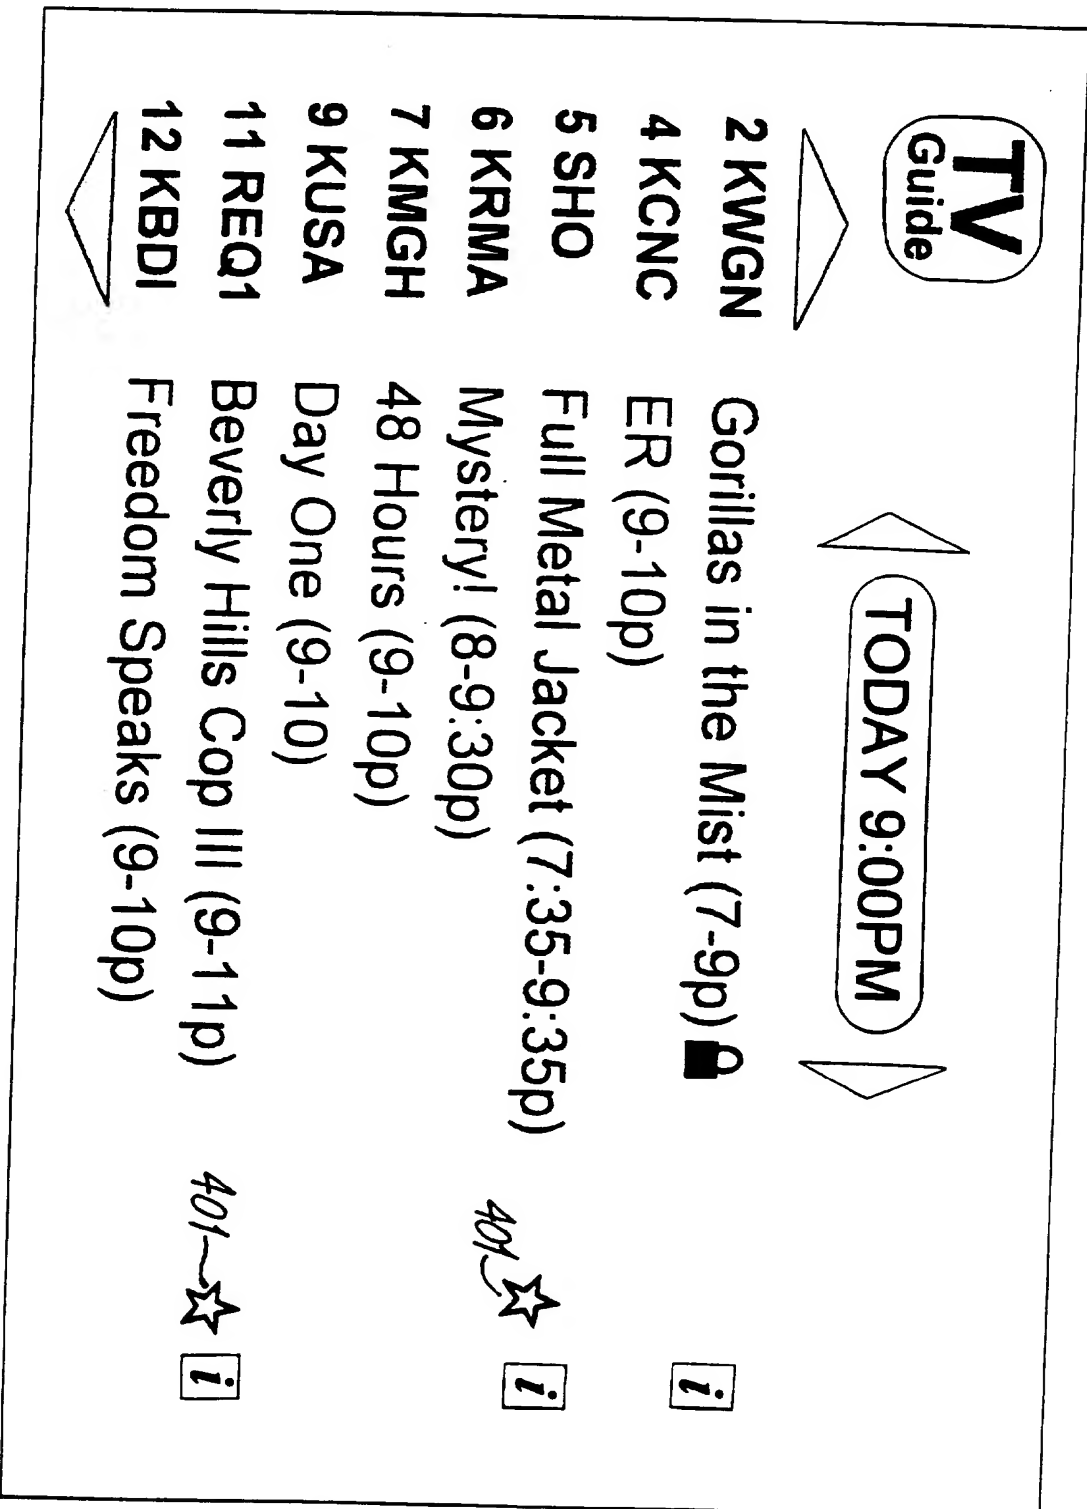 TV
Guide
TODAY 9:00PM
2 KWGN Gorillas in the Mist (7-9p) i
4 KCNC ER (9-10p)
5 SHO Full Metal Jacket (7:35-9:35p) 401 i
6 KRMA Mystery! (8-9:30p)
7 KMGH 48 Hours (9-10p)
9 KUSA Day One (9-10)
11 REQ1 Beverly Hills Cop III (9-11p) 401 i
12 KBDI Freedom Speaks (9-10p)